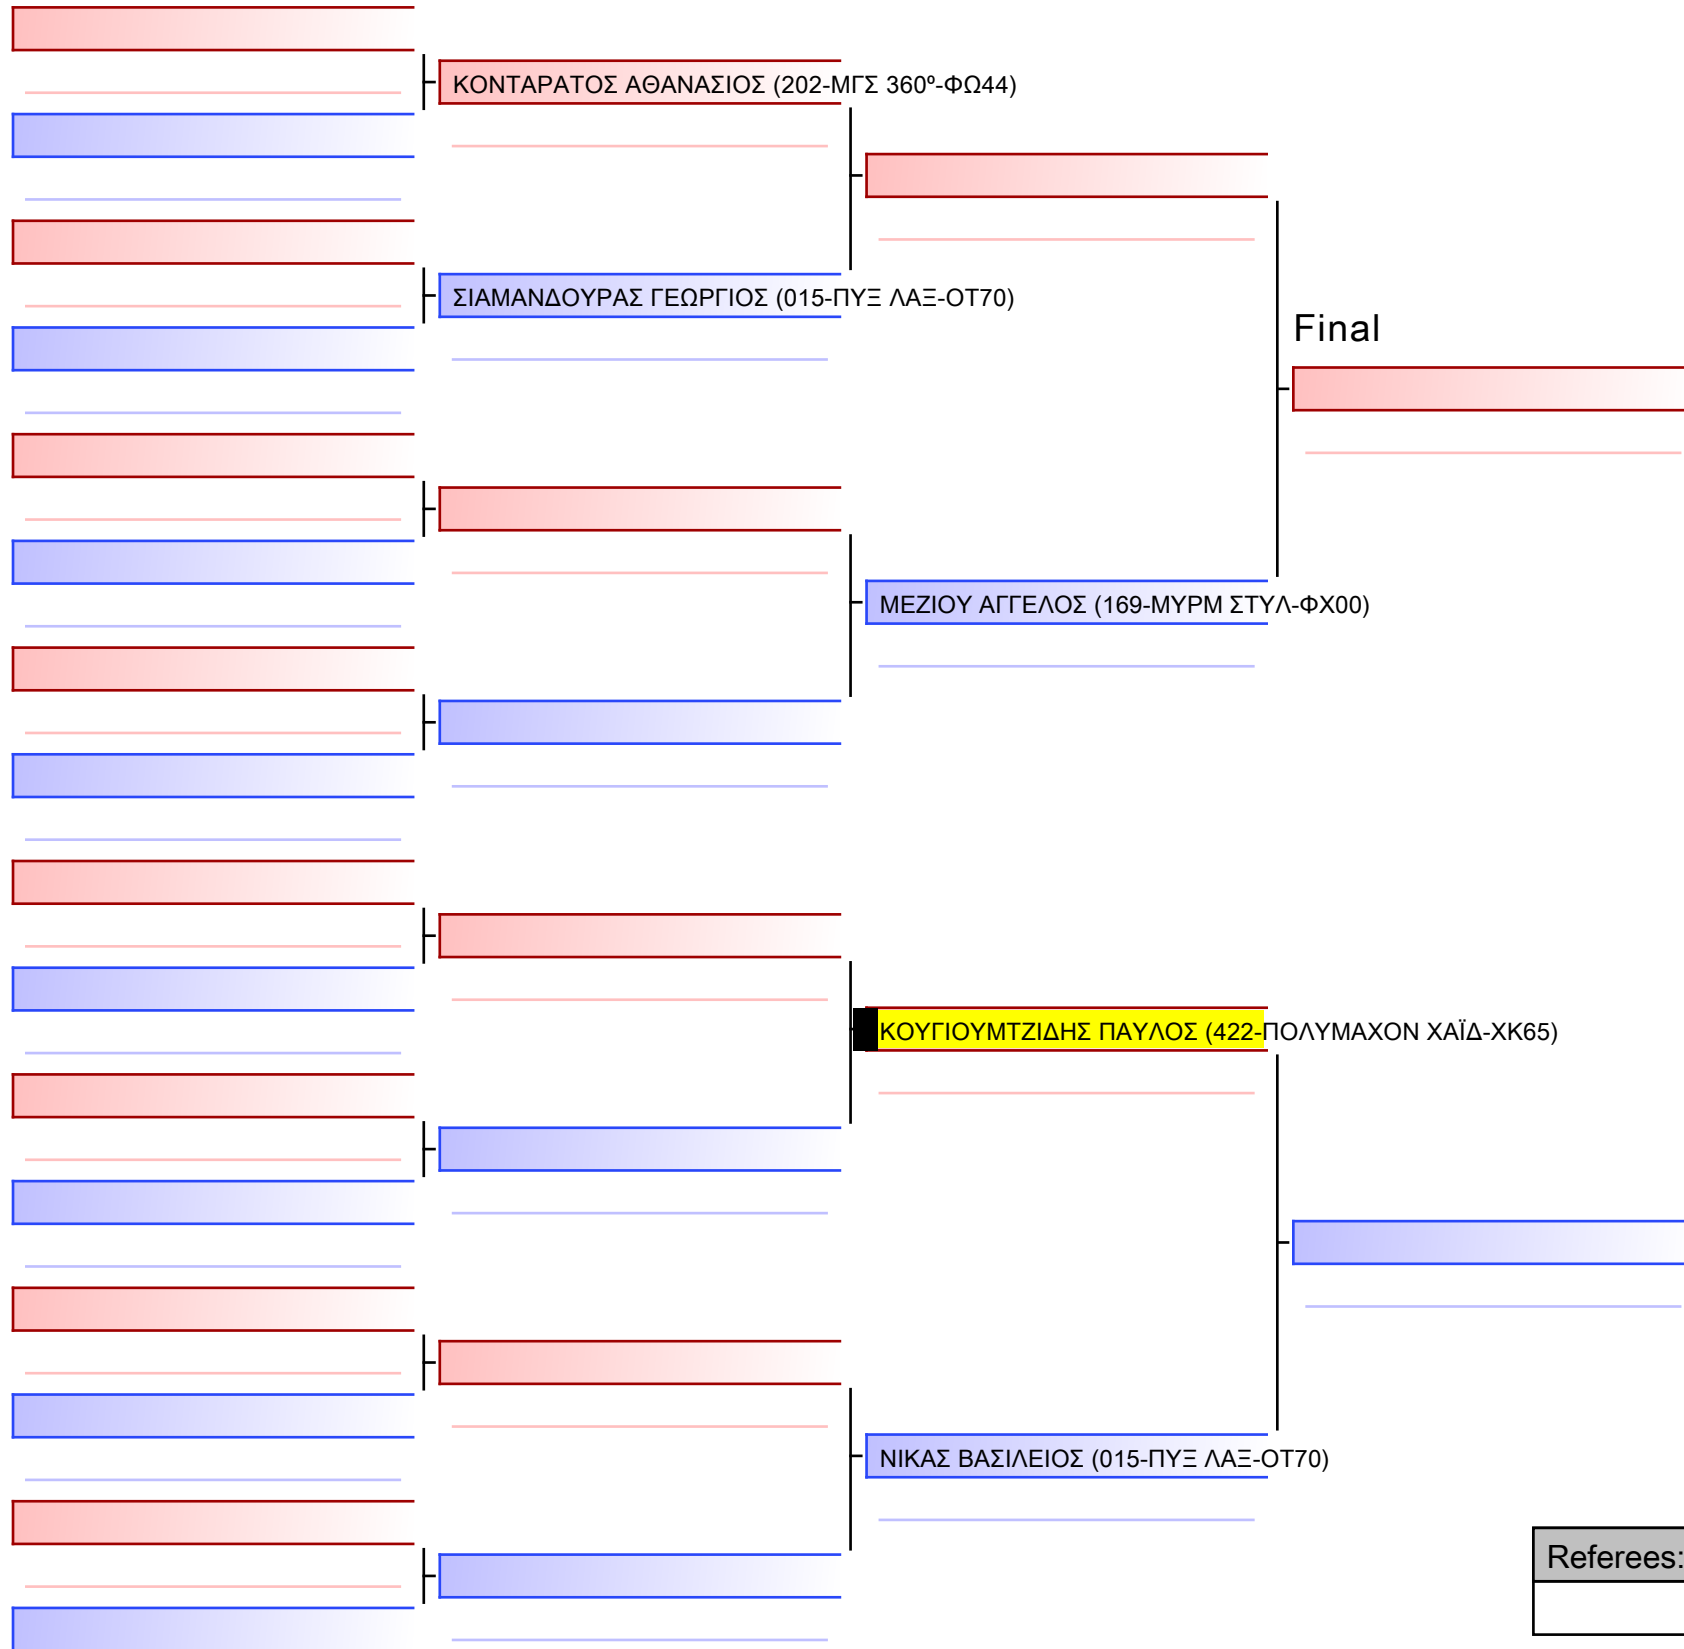 ΚΟΝΤΑΡΑΤΟΣ ΑΘΑΝΑΣΙΟΣ (202-ΜΓΣ 360º-ΦΩ44)
ΣΙΑΜΑΝΔΟΥΡΑΣ ΓΕΩΡΓΙΟΣ (015-ΠΥΞ ΛΑΞ-ΟΤ70)
Final
ΜΕΖΙΟΥ ΑΓΓΕΛΟΣ (169-ΜΥΡΜ ΣΤΥΛ-ΦΧ00)
ΚΟΥΓΙΟΥΜΤΖΙΔΗΣ ΠΑΥΛΟΣ (422-ΠΟΛΥΜΑΧΟΝ ΧΑΪΔ-ΧΚ65)
ΝΙΚΑΣ ΒΑΣΙΛΕΙΟΣ (015-ΠΥΞ ΛΑΞ-ΟΤ70)
Referees: